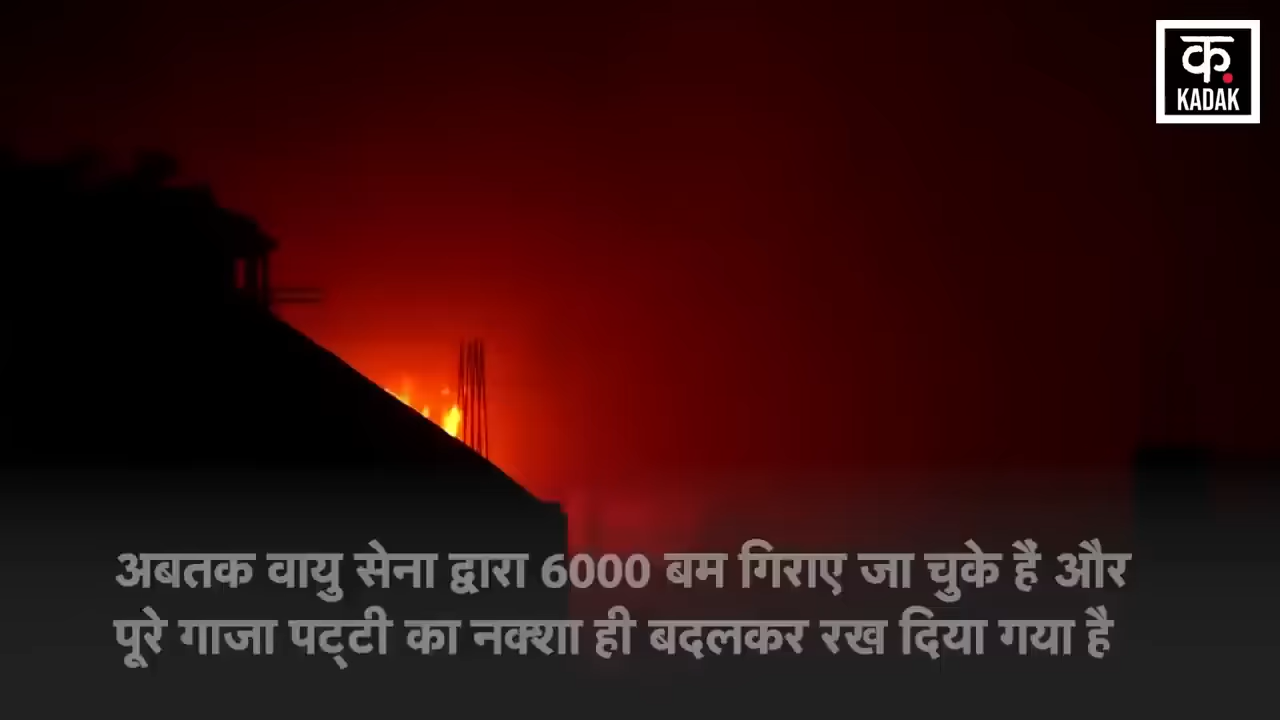 क.
KADAK
अबतक वायु सेना द्वारा 6000 बम गिराए जा चुके हैं और
पूरे गाजा पट्‌टी का नक्शा ही बदलकर रख दिया गया है